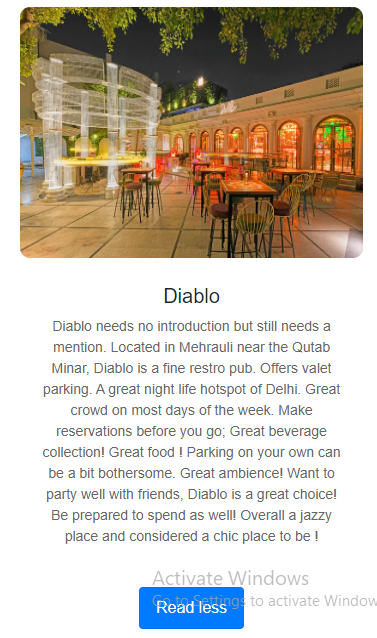 Diablo
Diablo needs no introduction but still needs a
mention. Located in Mehrauli near the Qutab
Minar, Diablo is a fine restro pub. Offers valet
parking. A great night life hotspot of Delhi. Great
crowd on most days of the week. Make
reservations before you go; Great beverage
collection! Great food ! Parking on your own can
be a bit bothersome. Great ambience! Want to
party well with friends, Diablo is a great choice!
Be prepared to spend as well! Overall a jazzy
place and considered a chic place to be !
Activate Windows
Go to Settings to activate Window
Read less